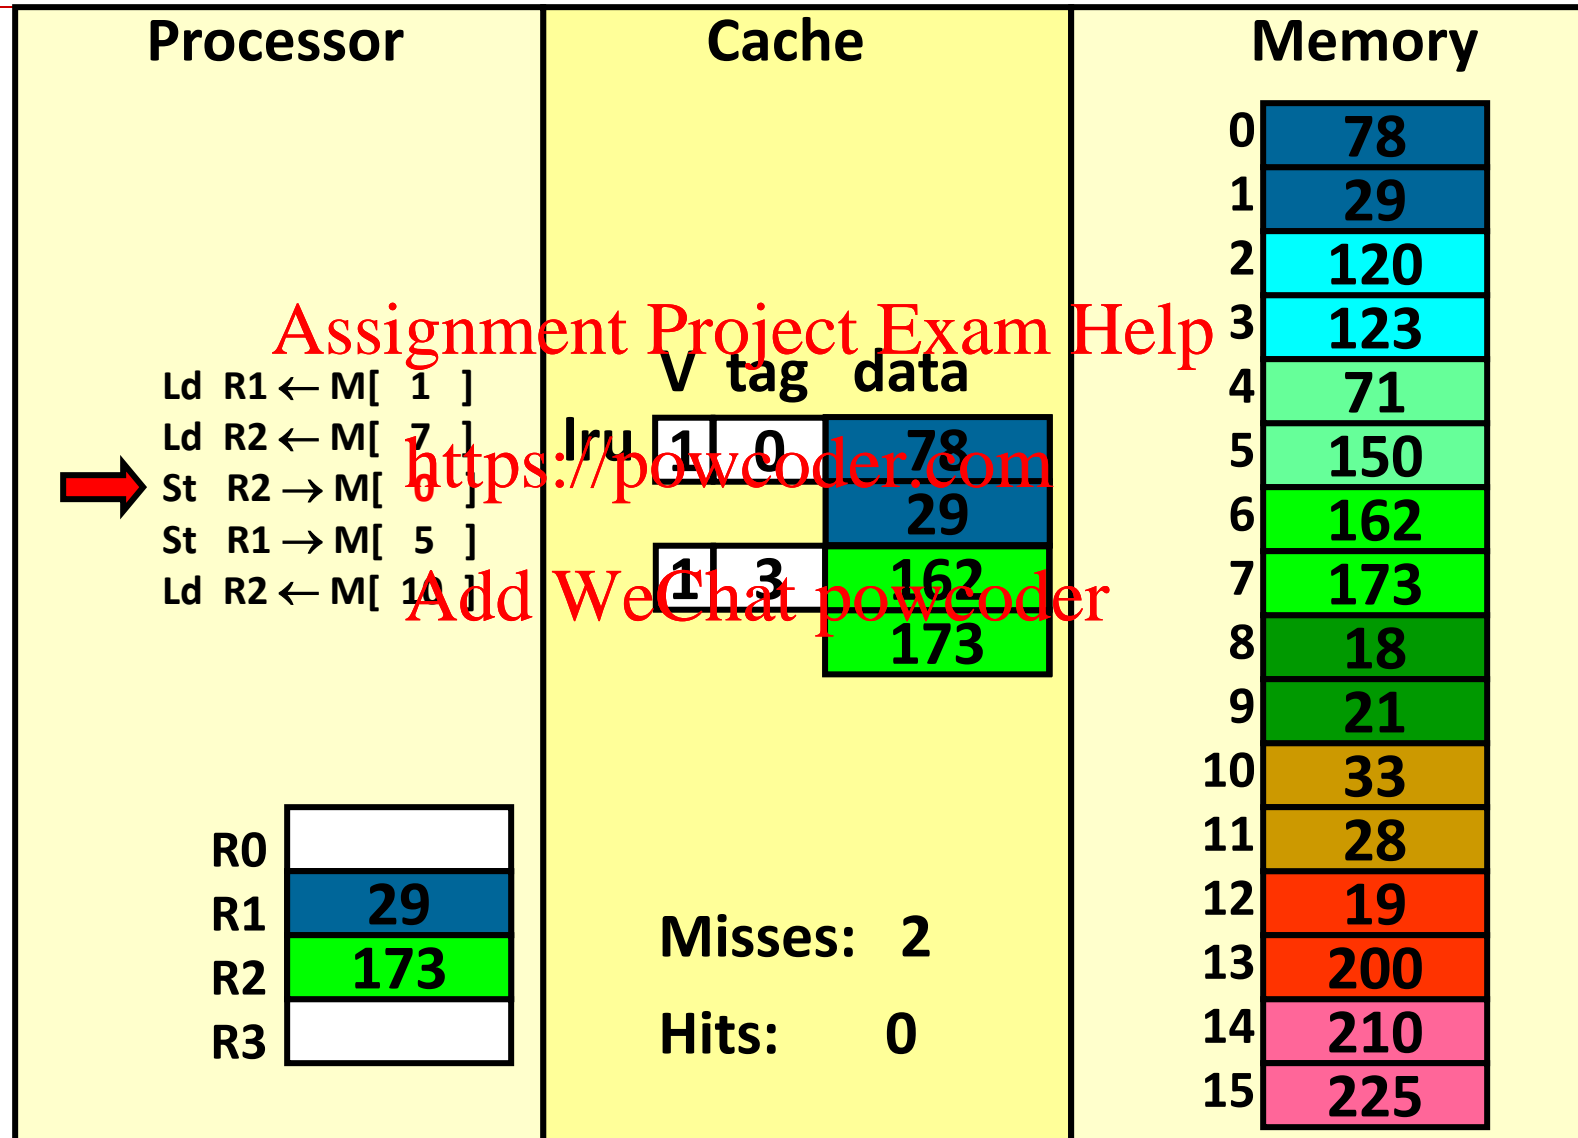 Processor
Cache
Memory
Assignment Project Exam Help
https://powcoder.com
Add WeChat powcoder
Ld R1 ← M[ 1 ]
Ld R2 ← M[ 7 ]
St R2 → M[ 0 ]
St R1 → M[ 5 ]
Ld R2 ← M[ 10 ]
R0
R1 29
R2 173
R3
V tag data
lru 1 0 78
29
1 3 162
173
Misses: 2
Hits: 0
0 78
1 29
2 120
3 123
4 71
5 150
6 162
7 173
8 18
9 21
10 33
11 28
12 19
13 200
14 210
15 225